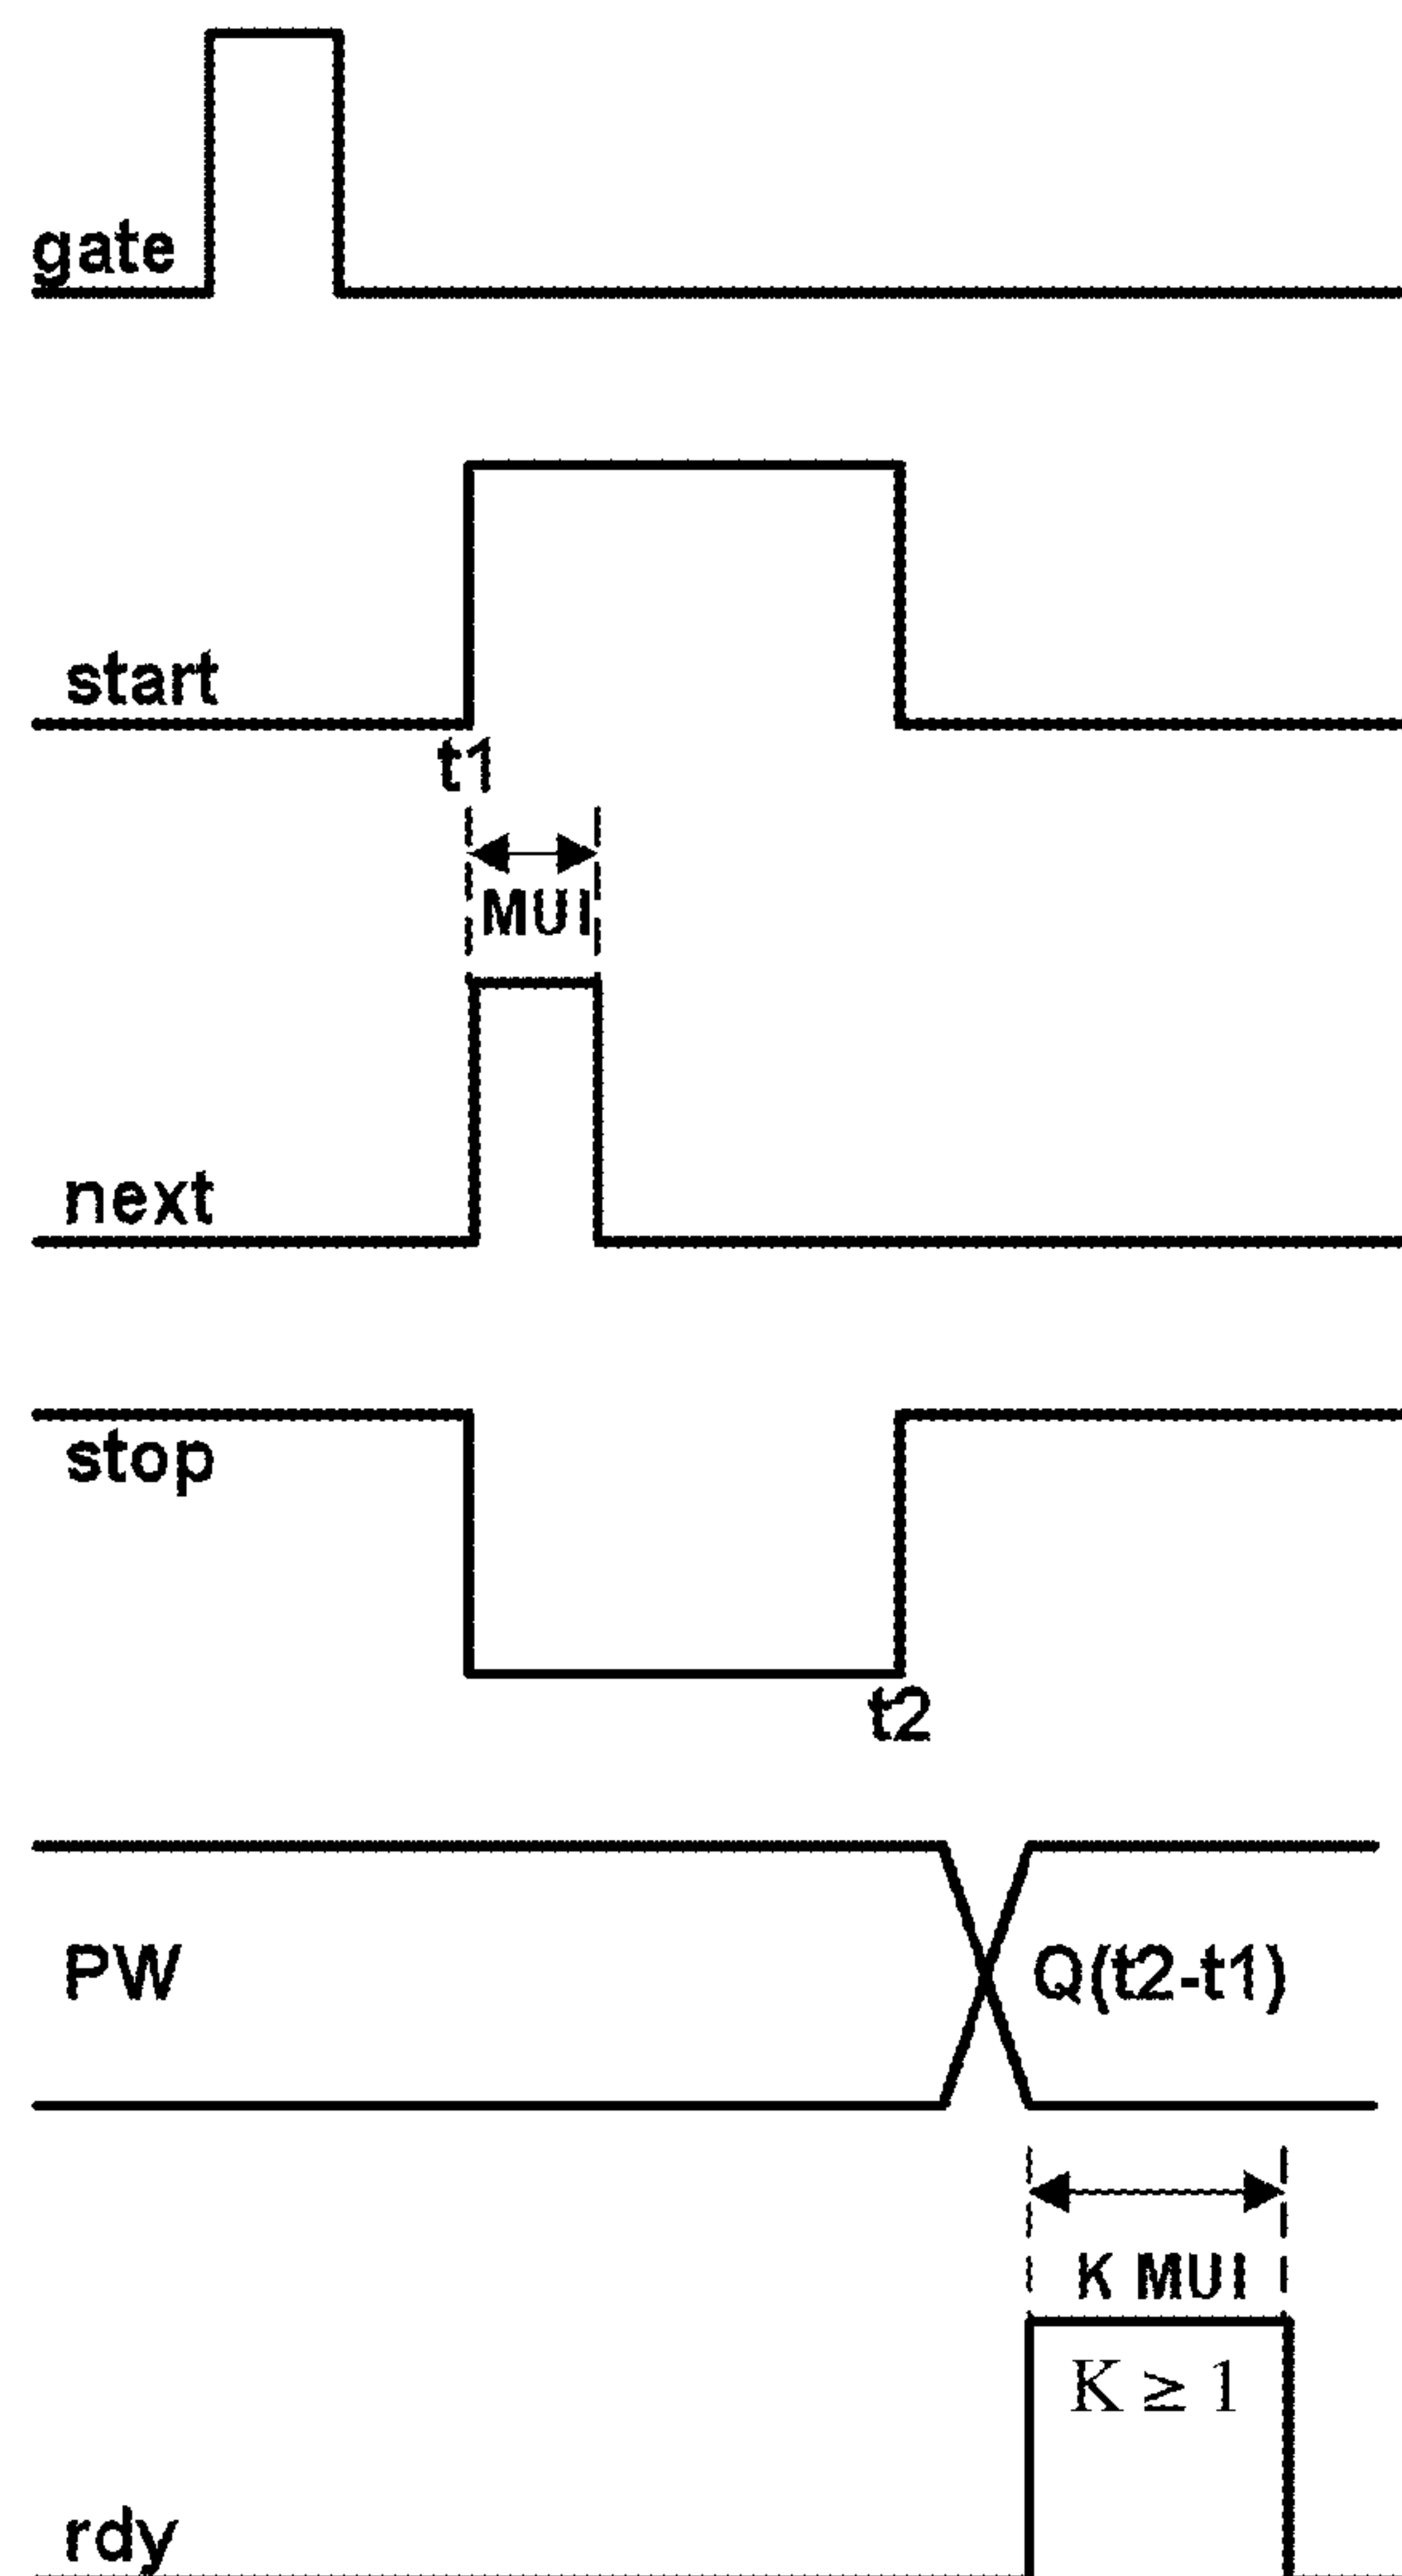 gate
start
t1
MUI
next
stop
t2
PW
Q(t2-t1)
K MUI
K ≥ 1
rdy